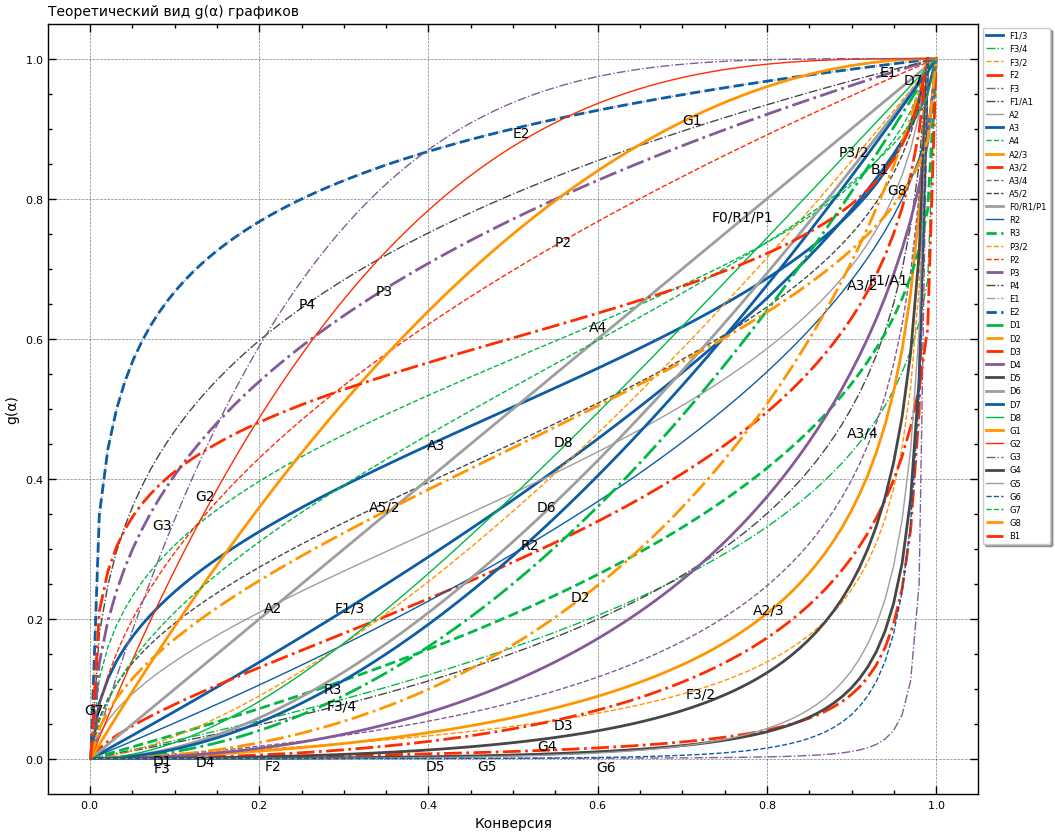 Теоретический вид g(α) графиков
g(α)
1.0
0.8
0.6
0.4
0.2
0.0
0.0
0.2
0.4
0.6
0.8
1.0
Конверсия
E1
D7
E2
G1
P3/2
B1
G8
F0/R1/P1
P2
P3
P4
A3/2
F1/A1
A4
A3
D8
A3/4
G2
G3
A5/2
D6
R2
A2
F1/3
D2
A2/3
G7
R3
F3/4
F3/2
D3
G4
D1
F3
D4
F2
D5
G5
G6
F1/3
F3/4
F3/2
F2
F3
F1/A1
A2
A3
A4
A2/3
A3/2
A3/4
A5/2
F0/R1/P1
R2
R3
P3/2
P2
P3
P4
E1
E2
D1
D2
D3
D4
D5
D6
D7
D8
G1
G2
G3
G4
G5
G6
G7
G8
B1